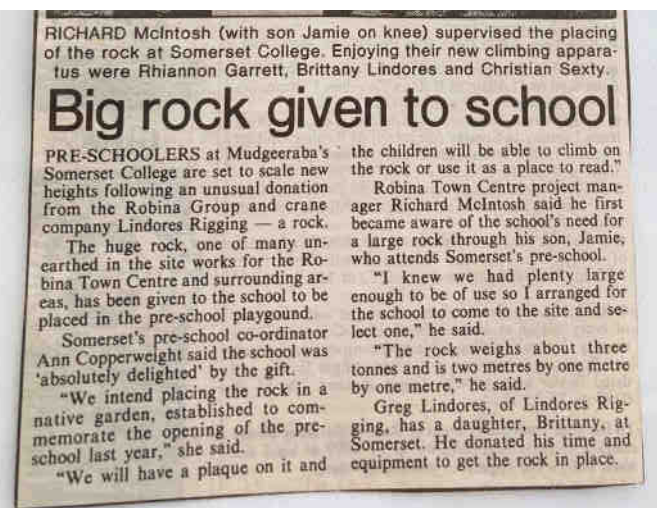 RICHARD McIntosh (with son Jamie on knee) supervised the placing
of the rock at Somerset College. Enjoying their new climbing appara-
tus were Rhiannon Garrett, Brittany Lindores and Christian Sexty.
Big rock given to school
PRE-SCHOOLERS at Mudgeeraba's
Somerset College are set to scale new
heights following an unusual donation
from the Robina Group and crane
company Lindores Rigging — a rock.
The huge rock, one of many un-
earthed in the site works for the Ro-
bina Town Centre and surrounding ar-
eas, has been given to the school to be
placed in the pre-school playgound.
Somerset's pre-school co-ordinator
Ann Copperweight said the school was
'absolutely delighted' by the gift.
"We intend placing the rock in a
native garden, established to com-
memorate the opening of the pre-
school last year," she said.
"We will have a plaque on it and
the children will be able to climb on
the rock or use it as a place to read."
Robina Town Centre project man-
ager Richard McIntosh said he first
became aware of the school's need for
a large rock through his son, Jamie,
who attends Somerset's pre-school.
"I knew we had plenty large
enough to be of use so I arranged for
the school to come to the site and se-
lect one," he said.
"The rock weighs about three
tonnes and is two metres by one metre
by one metre," he said.
Greg Lindores, of Lindores Rig-
ging, has a daughter, Brittany, at
Somerset. He donated his time and
equipment to get the rock in place.